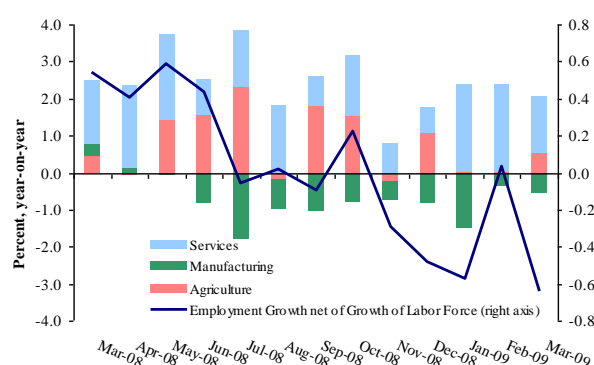 4.0
3.0
2.0
1.0
0.0
-1.0
-2.0
-3.0
-4.0
Percent, year-on-year
0.8
0.6
0.4
0.2
0.0
-0.2
-0.4
-0.6
-0.8
Services
Manufacturing
Agriculture
Employment Growth net of Growth of Labor Force (right axis)
Mar-08
Apr-08
May-08
Jun-08
Jul-08
Aug-08
Sep-08
Oct-08
Nov-08
Dec-08
Jan-09
Feb-09
Mar-09